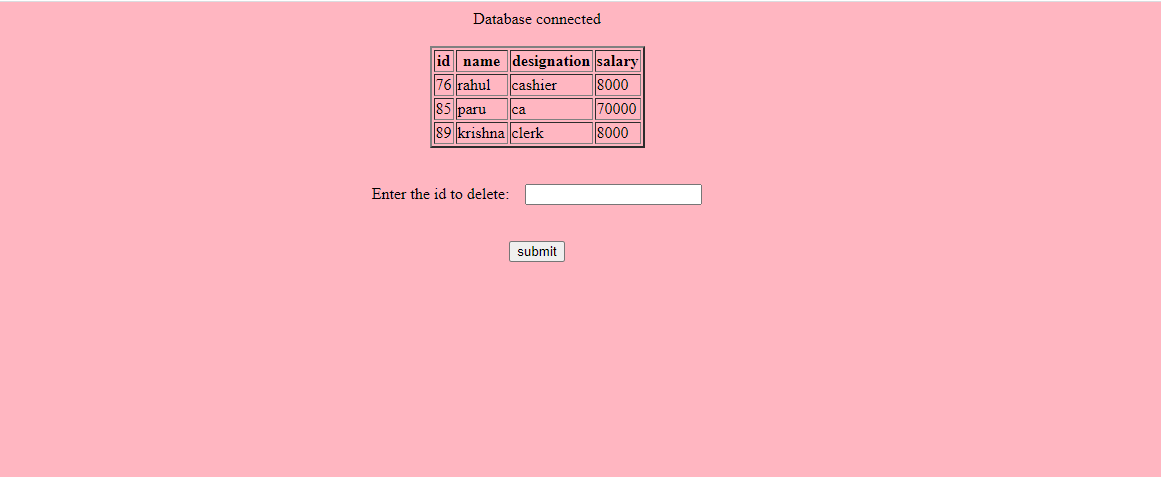 Database connected
id name designation salary
76 rahul cashier 8000
85 paru ca 70000
89 krishna clerk 8000
Enter the id to delete:
submit